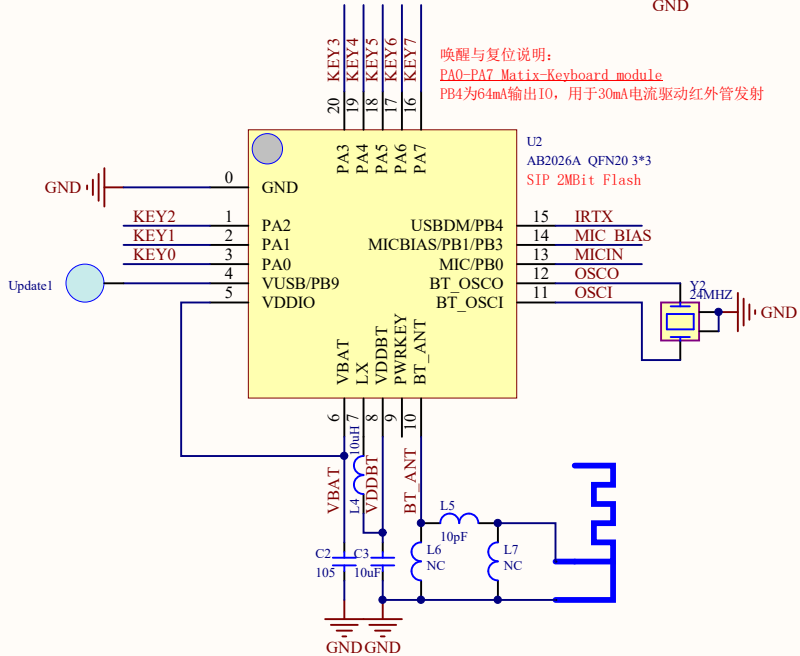 GND
KEY3
KEY4
KEY5
KEY6
KEY7
唤醒与复位说明:
PA0-PA7 Matix-Keyboard module
PB4为64mA输出IO，用于30mA电流驱动红外管发射
20
19
18
17
16
U2
AB2026A QFN20 3*3
SIP 2MBit Flash
PA3
PA4
PA5
PA6
PA7
GND
0
GND
KEY2
1
PA2
KEY1
2
PA1
KEY0
3
PA0
Update1
4
VUSB/PB9
5
VDDIO
USBDM/PB4
15
IRTX
MICBIAS/PB1/PB3
14
MIC BIAS
MIC/PB0
13
MICIN
BT_OSCO
12
OSCO
BT_OSCI
11
OSCI
Y2
24MHZ
GND
VBAT
LX
VDDBT
PWRKEY
BT_ANT
6
7
8
9
10
10uH
L4
VBAT
VDDBT
BT_ANT
L5
10pF
C2
105
C3
10uF
L6
NC
L7
NC
GND
GND